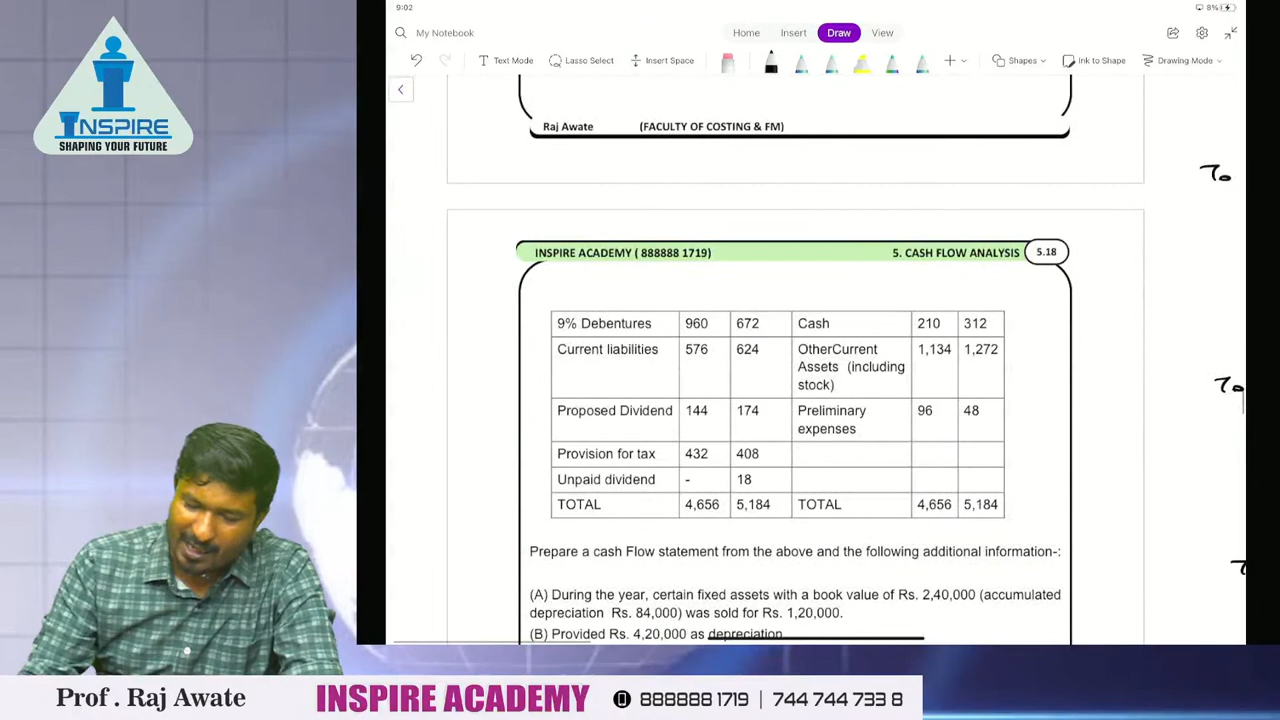 9:02
8%
INSPIRE
SHAPING YOUR FUTURE
My Notebook
Home Insert Draw View
Text Mode Lasso Select Insert Space Shapes Ink to Shape Drawing Mode
Raj Awate (FACULTY OF COSTING & FM)
To
INSPIRE ACADEMY ( 888888 1719) 5. CASH FLOW ANALYSIS 5.18
9% Debentures 960 672 Cash 210 312
Current liabilities 576 624 OtherCurrent 1,134 1,272
Assets (including
stock)
To
Proposed Dividend 144 174 Preliminary 96 48
expenses
Provision for tax 432 408
Unpaid dividend - 18
TOTAL 4,656 5,184 TOTAL 4,656 5,184
Prepare a cash Flow statement from the above and the following additional information-:
(A) During the year, certain fixed assets with a book value of Rs. 2,40,000 (accumulated
depreciation Rs. 84,000) was sold for Rs. 1,20,000.
(B) Provided Rs. 4,20,000 as depreciation
Prof . Raj Awate INSPIRE ACADEMY 888888 1719 | 744 744 733 8